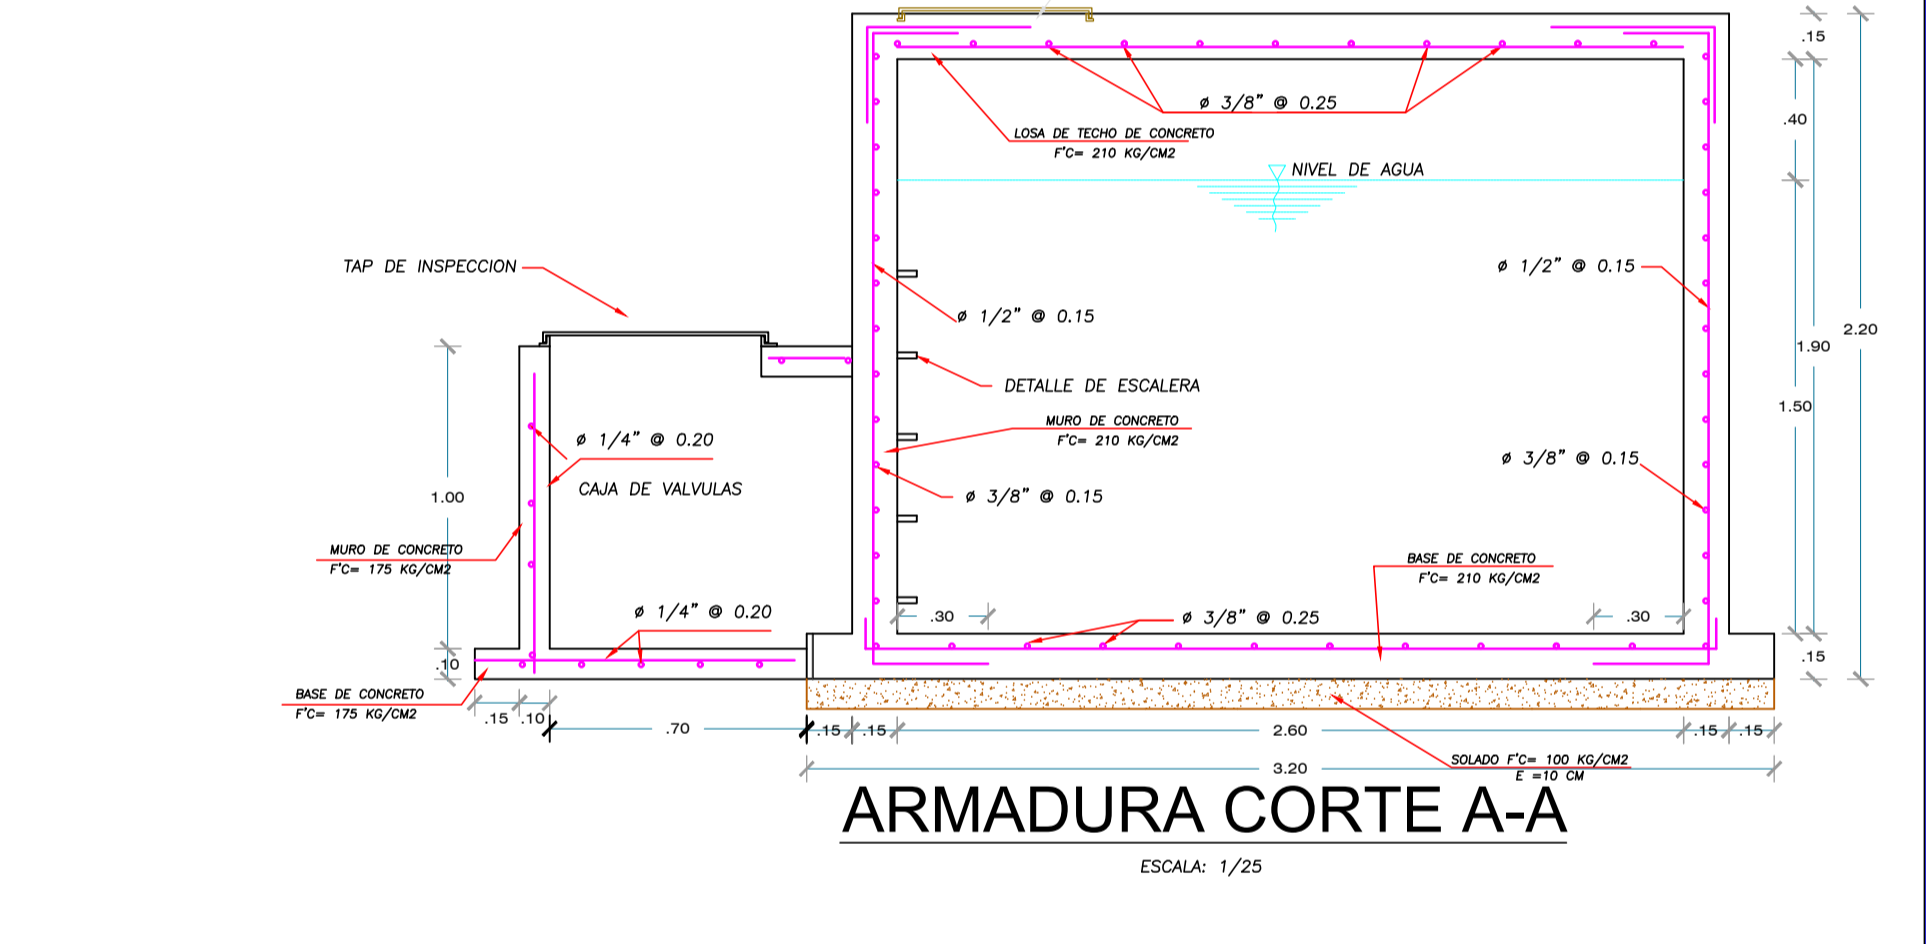 .15
2.20
ø 3/8" @ 0.25
LOSA DE TECHO DE CONCRETO
F'C= 210 KG/CM2
.40
NIVEL DE AGUA
TAP DE INSPECCION
ø 1/2" @ 0.15
ø 1/2" @ 0.15
1.90
DETALLE DE ESCALERA
1.50
MURO DE CONCRETO
F'C= 210 KG/CM2
ø 1/4" @ 0.20
CAJA DE VALVULAS
ø 3/8" @ 0.15
ø 3/8" @ 0.15
1.00
MURO DE CONCRETO
F'C= 175 KG/CM2
BASE DE CONCRETO
F'C= 210 KG/CM2
ø 1/4" @ 0.20
.30
ø 3/8" @ 0.25
.30
.10
.15
BASE DE CONCRETO
F'C= 175 KG/CM2
.15
.10
.70
.15
.15
2.60
.15
.15
3.20
SOLADO F'C= 100 KG/CM2
E =10 CM
ARMADURA CORTE A-A
ESCALA: 1/25